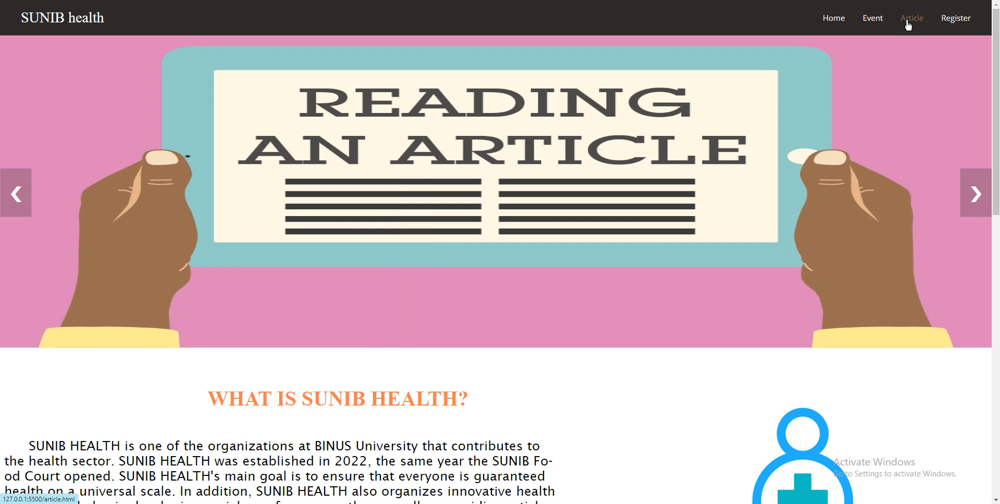 SUNIB health
Home Event Article Register
READING
AN ARTICLE
❮ ❯
WHAT IS SUNIB HEALTH?
SUNIB HEALTH is one of the organizations at BINUS University that contributes to
the health sector. SUNIB HEALTH was established in 2022, the same year the SUNIB Fo-
od Court opened. SUNIB HEALTH's main goal is to ensure that everyone is guaranteed
health on a universal scale. In addition, SUNIB HEALTH also organizes innovative health
Activate Windows
Go to Settings to activate Windows.
127.0.0.1:5500/article.html